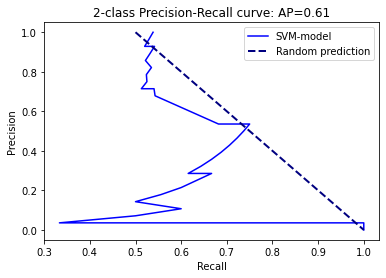 2-class Precision-Recall curve: AP=0.61
SVM-model
Random prediction
Precision
1.0
0.8
0.6
0.4
0.2
0.0
0.3 0.4 0.5 0.6 0.7 0.8 0.9 1.0
Recall